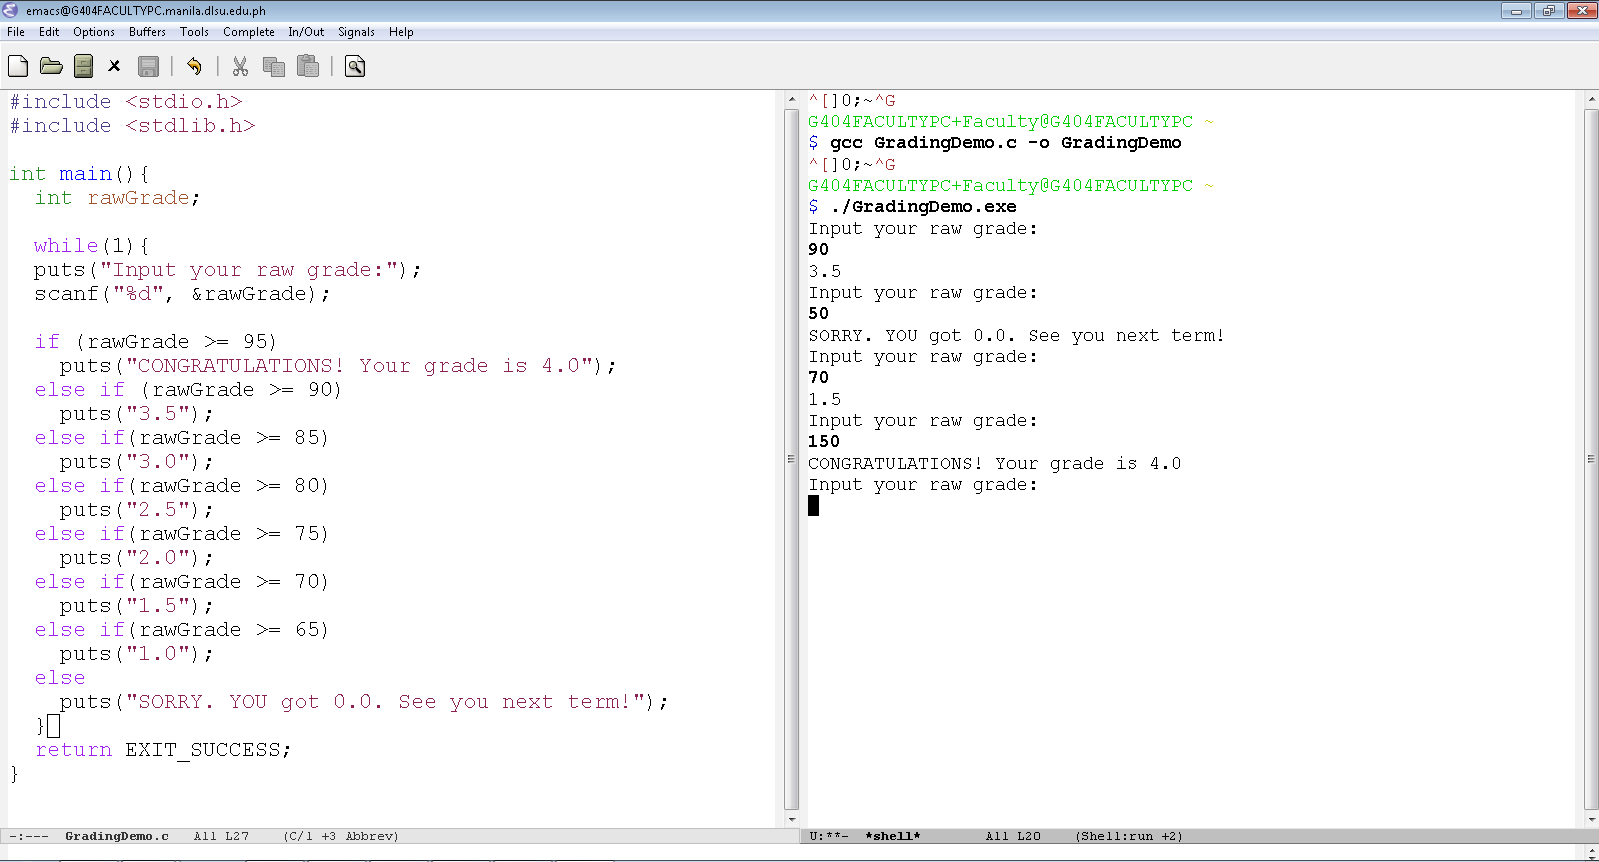 emacs@G404FACULTYPC.manila.dlsu.edu.ph
File Edit Options Buffers Tools Complete In/Out Signals Help
#include <stdio.h>
#include <stdlib.h>
int main(){
  int rawGrade;
  while(1){
  puts("Input your raw grade:");
  scanf("%d", &rawGrade);
  if (rawGrade >= 95)
    puts("CONGRATULATIONS! Your grade is 4.0");
  else if (rawGrade >= 90)
    puts("3.5");
  else if(rawGrade >= 85)
    puts("3.0");
  else if(rawGrade >= 80)
    puts("2.5");
  else if(rawGrade >= 75)
    puts("2.0");
  else if(rawGrade >= 70)
    puts("1.5");
  else if(rawGrade >= 65)
    puts("1.0");
  else
    puts("SORRY. YOU got 0.0. See you next term!");
  }
  return EXIT_SUCCESS;
}
-:---  GradingDemo.c   All L27    (C/l +3 Abbrev)
^[]0;~^G
G404FACULTYPC+Faculty@G404FACULTYPC ~
$ gcc GradingDemo.c -o GradingDemo
^[]0;~^G
G404FACULTYPC+Faculty@G404FACULTYPC ~
$ ./GradingDemo.exe
Input your raw grade:
90
3.5
Input your raw grade:
50
SORRY. YOU got 0.0. See you next term!
Input your raw grade:
70
1.5
Input your raw grade:
150
CONGRATULATIONS! Your grade is 4.0
Input your raw grade:
U:**-  *shell*       All L20    (Shell:run +2)